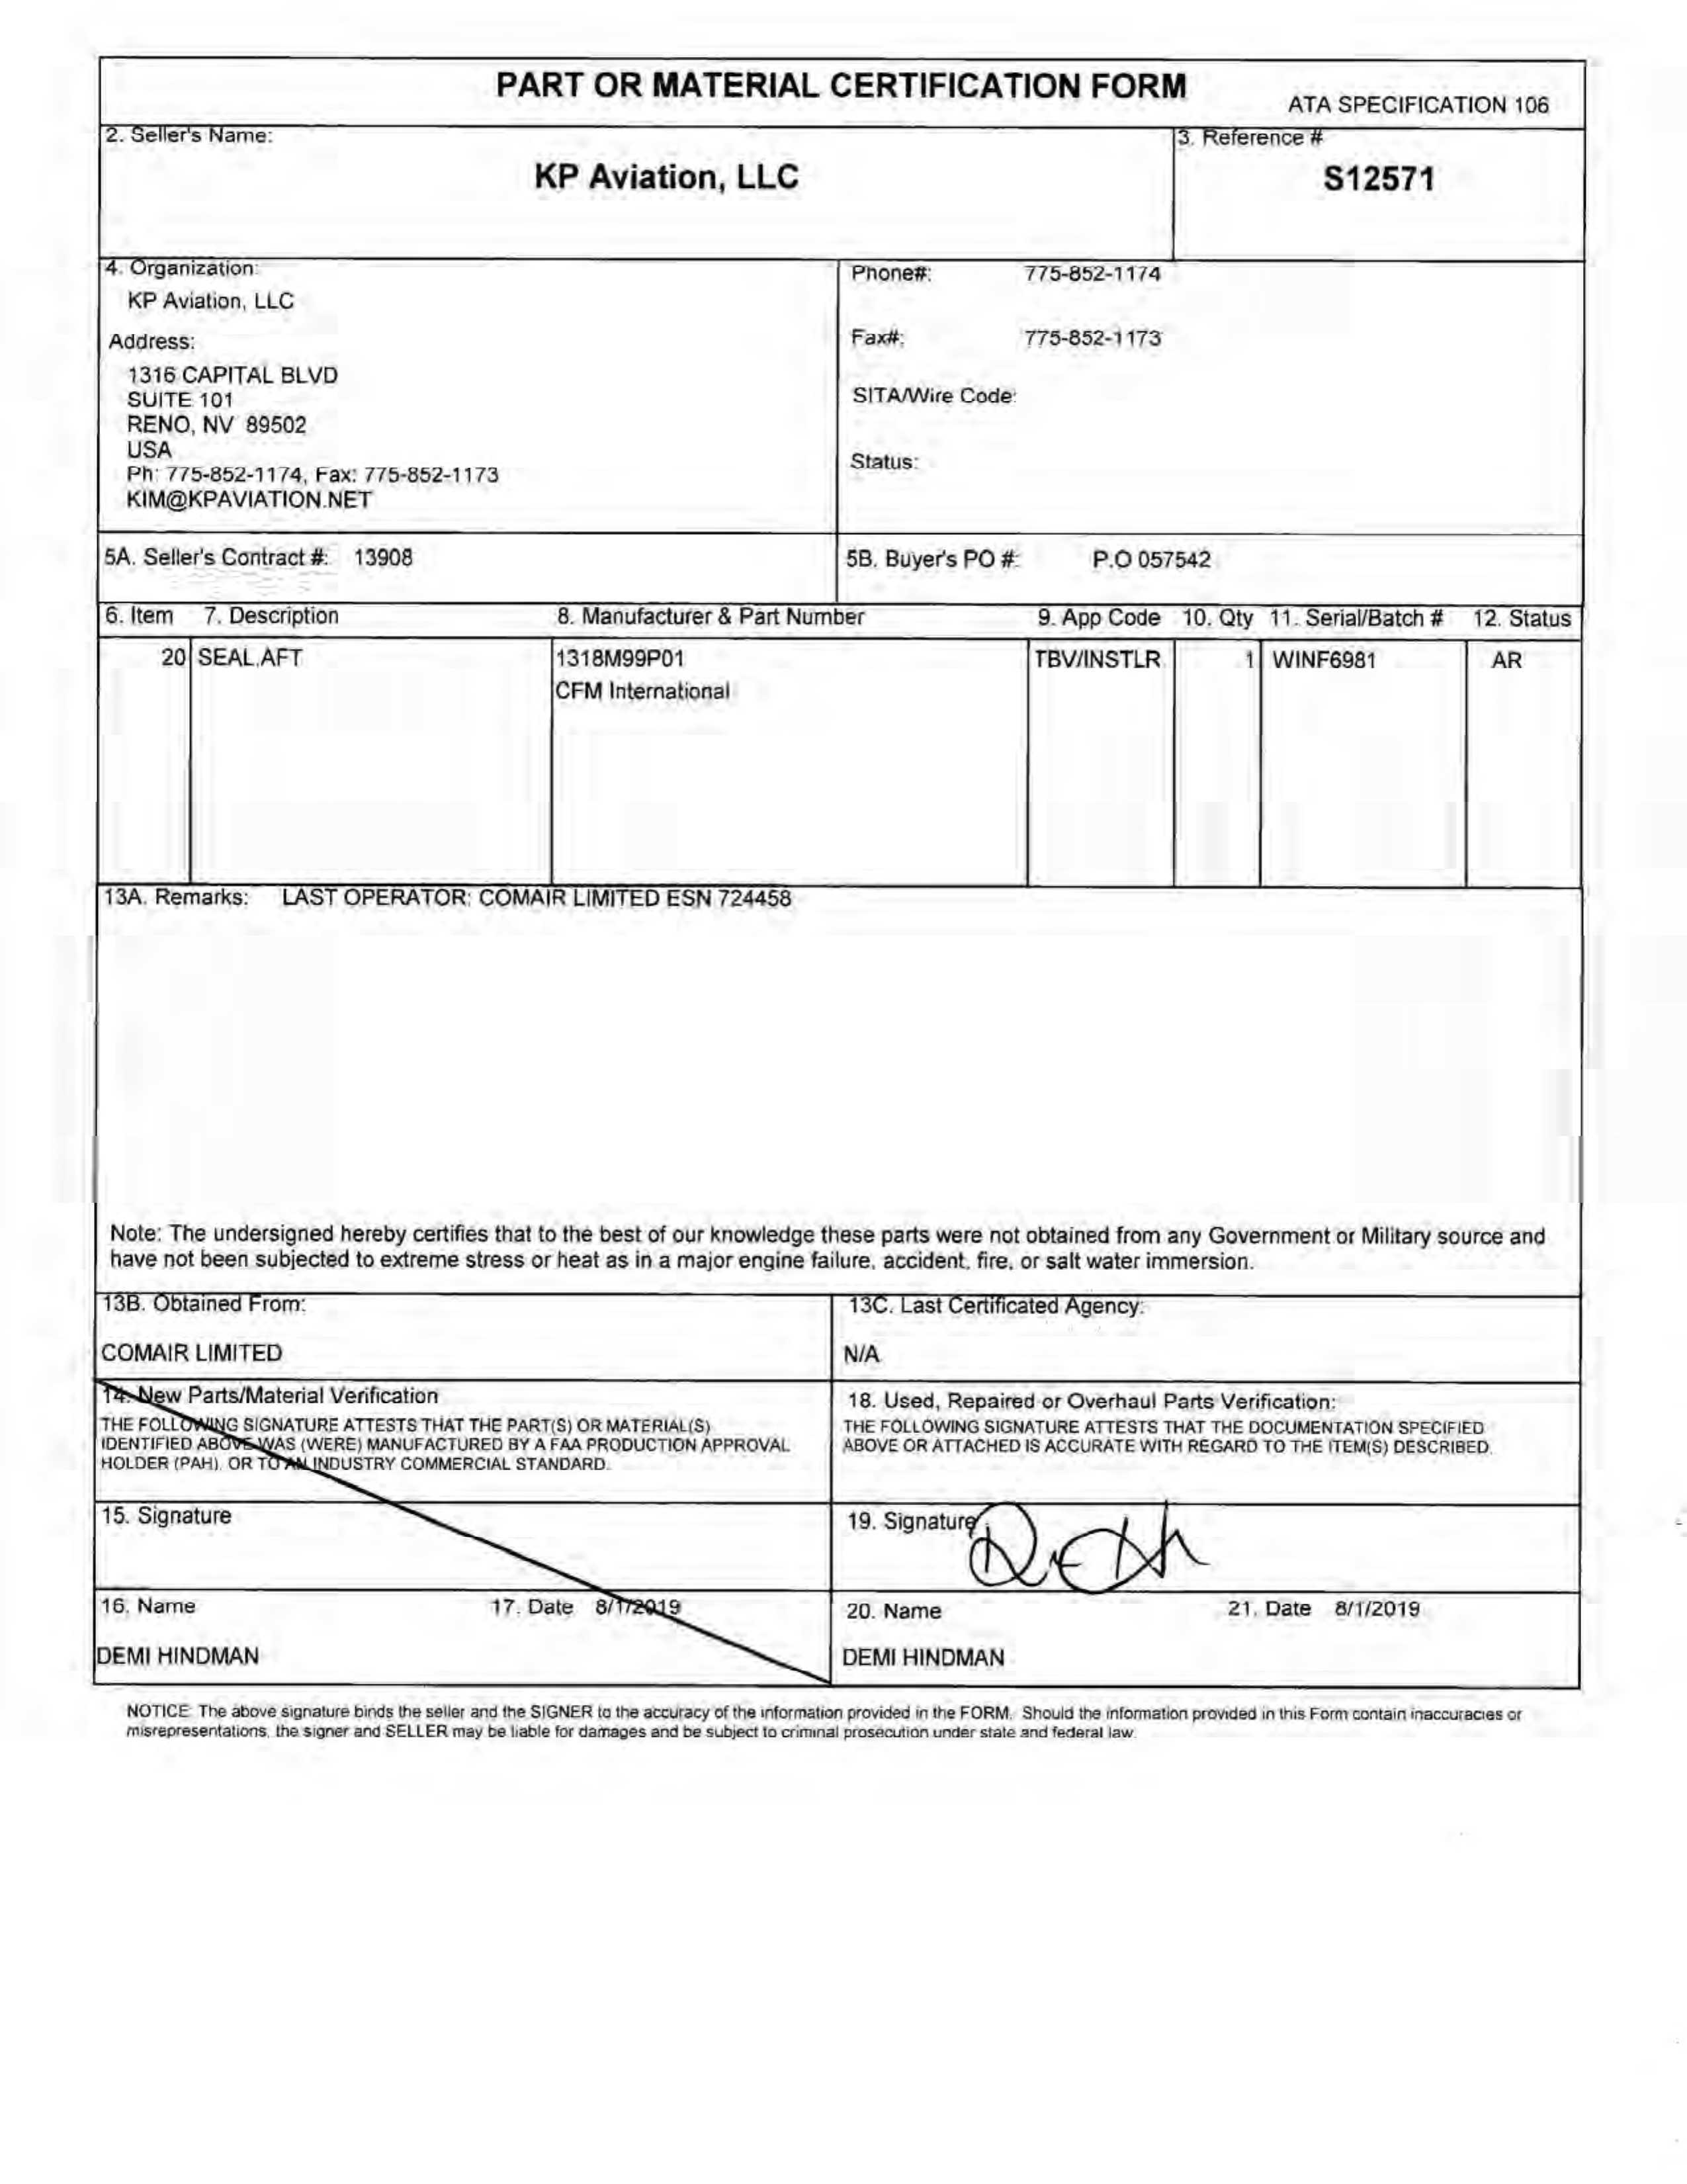 PART OR MATERIAL CERTIFICATION FORM
ATA SPECIFICATION 106
2. Seller's Name:
KP Aviation, LLC
3. Reference #
S12571
4. Organization:
KP Aviation, LLC
Address:
1316 CAPITAL BLVD
SUITE 101
RENO, NV 89502
USA
Ph: 775-852-1174, Fax: 775-852-1173
KIM@KPAVIATION.NET
Phone#: 775-852-1174
Fax#: 775-852-1173
SITA/Wire Code:
Status:
5A. Seller's Contract #: 13908
5B. Buyer's PO #: P.O 057542
6. Item 7. Description 8. Manufacturer & Part Number 9. App Code 10. Qty 11. Serial/Batch # 12. Status
20 SEAL,AFT 1318M99P01 TBV/INSTLR 1 WINF6981 AR
CFM International
13A. Remarks: LAST OPERATOR: COMAIR LIMITED ESN 724458
Note: The undersigned hereby certifies that to the best of our knowledge these parts were not obtained from any Government or Military source and
have not been subjected to extreme stress or heat as in a major engine failure, accident, fire, or salt water immersion.
13B. Obtained From:
COMAIR LIMITED
13C. Last Certificated Agency:
N/A
14. New Parts/Material Verification
THE FOLLOWING SIGNATURE ATTESTS THAT THE PART(S) OR MATERIAL(S)
IDENTIFIED ABOVE WAS (WERE) MANUFACTURED BY A FAA PRODUCTION APPROVAL
HOLDER (PAH), OR TO AN INDUSTRY COMMERCIAL STANDARD.
18. Used, Repaired or Overhaul Parts Verification:
THE FOLLOWING SIGNATURE ATTESTS THAT THE DOCUMENTATION SPECIFIED
ABOVE OR ATTACHED IS ACCURATE WITH REGARD TO THE ITEM(S) DESCRIBED.
15. Signature
19. Signature
16. Name 17. Date 8/1/2019
DEMI HINDMAN
20. Name 21. Date 8/1/2019
DEMI HINDMAN
NOTICE: The above signature binds the seller and the SIGNER to the accuracy of the information provided in the FORM. Should the information provided in this Form contain inaccuracies or
misrepresentations, the signer and SELLER may be liable for damages and be subject to criminal prosecution under state and federal law.